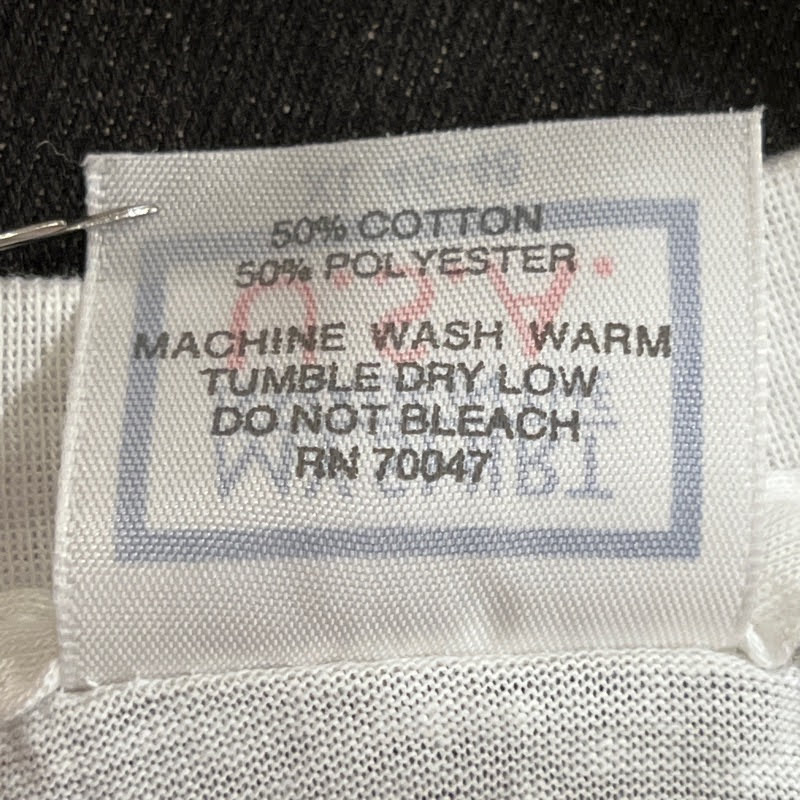 50% COTTON
50% POLYESTER
MACHINE WASH WARM
TUMBLE DRY LOW
DO NOT BLEACH
RN 70047
U.S.A.